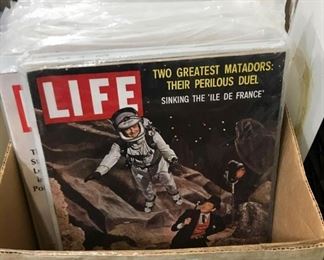 TWO GREATEST MATADORS:
THEIR PERILOUS DUEL
LIFE
SINKING THE 'ILE DE FRANCE'